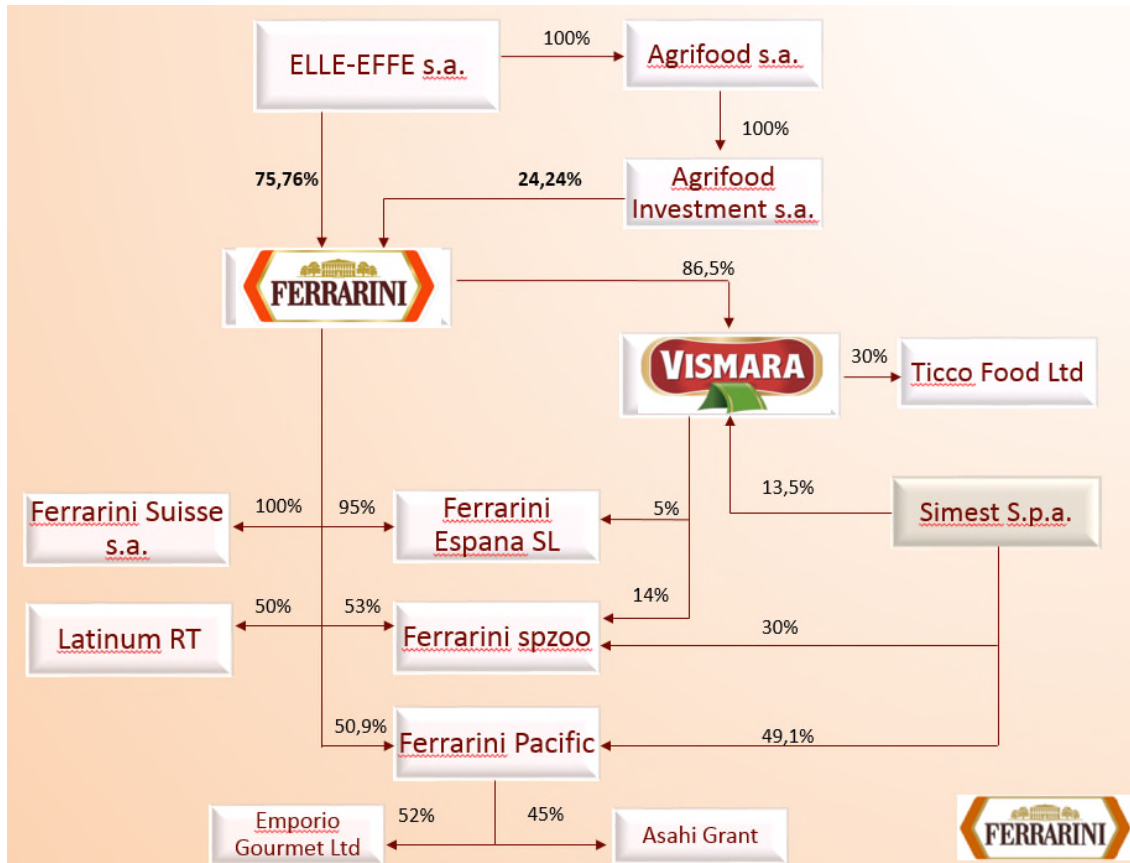 ELLE-EFFE s.a.
100%
Agrifood s.a.
100%
75,76%
24,24%
Agrifood
Investment s.a.
FERRARINI
86,5%
VISMARA
30%
Ticco Food Ltd
Ferrarini Suisse
s.a.
100%
95%
Ferrarini
Espana SL
5%
13,5%
Simest S.p.a.
Latinum RT
50%
53%
Ferrarini spzoo
14%
30%
50,9%
Ferrarini Pacific
49,1%
Emporio
Gourmet Ltd
52%
45%
Asahi Grant
FERRARINI